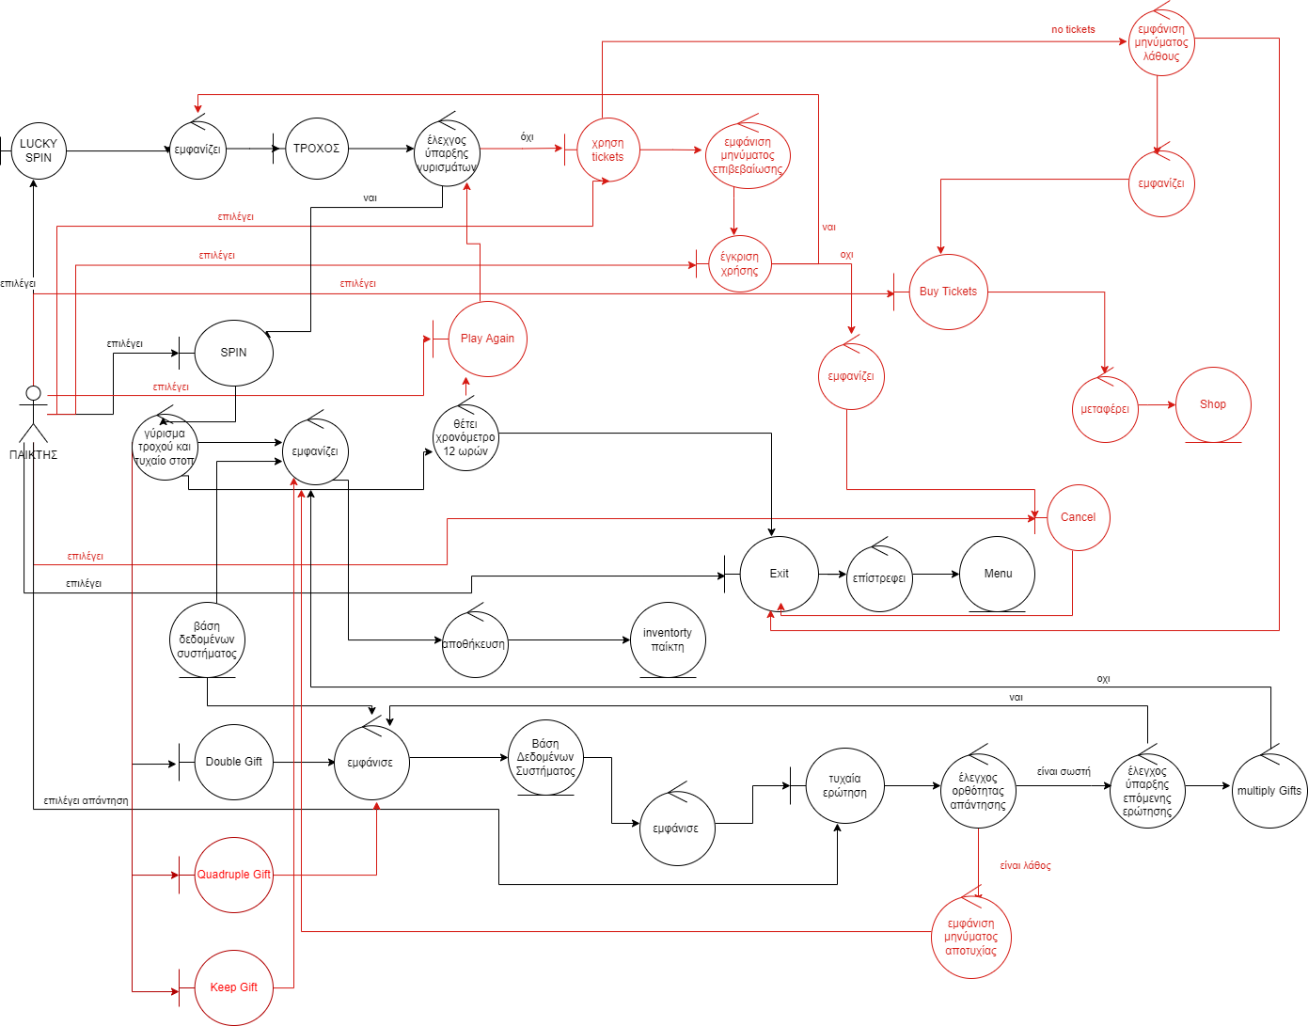 no tickets
εμφάνιση
μηνύματος
λάθους
LUCKY
SPIN
εμφανίζει
ΤΡΟΧΟΣ
έλεγχος
ύπαρξης
γυρισμάτων
όχι
χρηση
tickets
εμφάνιση
μηνύματος
επιβεβαίωσης
εμφανίζει
ναι
επιλέγει
ναι
επιλέγει
έγκριση
χρήσης
οχι
επιλέγει
επιλέγει
Buy Tickets
επιλέγει
SPIN
Play Again
εμφανίζει
επιλέγει
μεταφέρει
Shop
ΠΑΙΚΤΗΣ
γύρισμα
τροχού και
τυχαίο στοπ
εμφανίζει
θέτει
χρονόμετρο
12 ωρών
Cancel
επιλέγει
επιλέγει
Exit
επίστρεφει
Menu
βάση
δεδομένων
συστήματος
αποθήκευση
inventorty
παίκτη
οχι
ναι
Double Gift
εμφάνισε
Βάση
Δεδομένων
Συστήματος
εμφάνισε
τυχαία
ερώτηση
έλεγχος
ορθότητας
απάντησης
είναι σωστή
έλεγχος
ύπαρξης
επόμενης
ερώτησης
multiply Gifts
επιλέγει απάντηση
Quadruple Gift
είναι λάθος
εμφάνιση
μηνύματος
αποτυχίας
Keep Gift